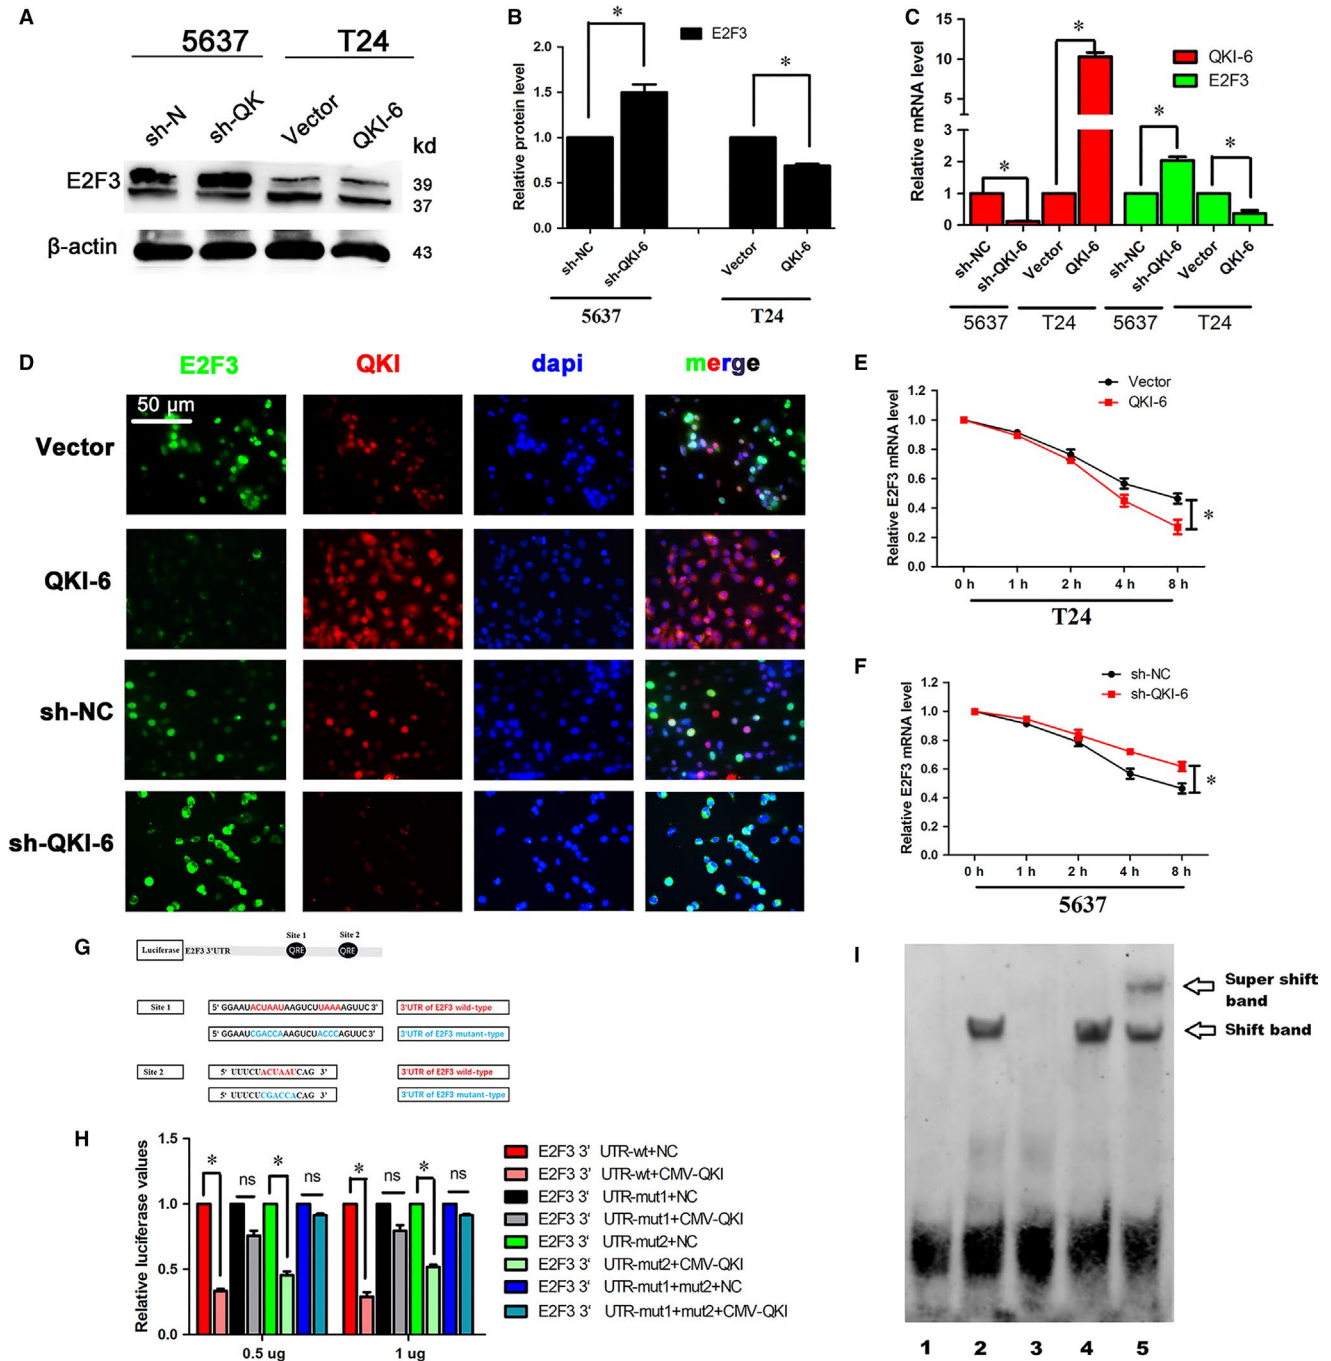 A
5637 T24
sh-N sh-QK Vector QKI-6
kd
E2F3
39
37
β-actin
43
B
E2F3
* *
Relative protein level
2.0
1.5
1.0
0.5
0.0
sh-NC sh-QKI-6 Vector QKI-6
5637 T24
C
QKI-6
E2F3
* * * *
Relative mRNA level
15
10
5
3
2
1
0
sh-NC sh-QKI-6 Vector QKI-6 sh-NC sh-QKI-6 Vector QKI-6
5637 T24 5637 T24
D
E2F3 QKI dapi merge
50 µm
Vector
QKI-6
sh-NC
sh-QKI-6
E
Vector
QKI-6
Relative E2F3 mRNA level
1.2
1.0
0.8
0.6
0.4
0.2
0.0
*
0 h 1 h 2 h 4 h 8 h
T24
F
sh-NC
sh-QKI-6
Relative E2F3 mRNA level
1.2
1.0
0.8
0.6
0.4
0.2
0.0
*
0 h 1 h 2 h 4 h 8 h
5637
G
Site 1 Site 2
Luciferase E2F3 3'UTR QRE QRE
Site 1 5' GGAAUACUAAUAAGUCUUAAAAGUUC 3' 3'UTR of E2F3 wild-type
5' GGAAUCGACCAAAGUCUACCCAGUUC 3' 3'UTR of E2F3 mutant-type
Site 2 5' UUUCUACUAAUCAG 3' 3'UTR of E2F3 wild-type
5' UUUCUCGACCACAG 3' 3'UTR of E2F3 mutant-type
H
Relative luciferase values
1.5
1.0
0.5
0.0
* ns * ns * ns * ns
0.5 ug 1 ug
E2F3 3' UTR-wt+NC
E2F3 3' UTR-wt+CMV-QKI
E2F3 3' UTR-mut1+NC
E2F3 3' UTR-mut1+CMV-QKI
E2F3 3' UTR-mut2+NC
E2F3 3' UTR-mut2+CMV-QKI
E2F3 3' UTR-mut1+mut2+NC
E2F3 3' UTR-mut1+mut2+CMV-QKI
I
Super shift
band
Shift band
1 2 3 4 5